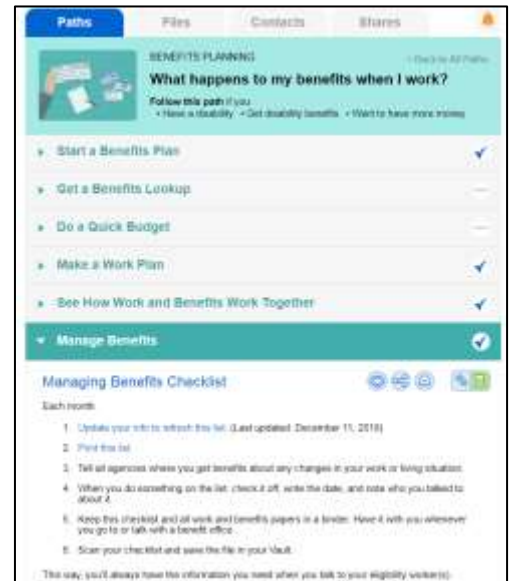 Paths Files Contacts Shares
BENEFITS PLANNING
‹ Back to All Paths
What happens to my benefits when I work?
Follow this path if you
• Have a disability • Get disability benefits • Want to have more money
Start a Benefits Plan
Get a Benefits Lookup
Do a Quick Budget
Make a Work Plan
See How Work and Benefits Work Together
Manage Benefits
Managing Benefits Checklist
Each month
1. Update your info to refresh this list. (Last updated: December 11, 2018)
2. Print this list
3. Tell all agencies where you get benefits about any changes in your work or living situation.
4. When you do something on the list, check it off, write the date, and note who you talked to
about it.
5. Keep this checklist and all work and benefits papers in a binder. Have it with you whenever
you go to or talk with a benefit office.
6. Scan your checklist and save the file in your Vault.
This way, you'll always have the information you need when you talk to your eligibility worker(s).